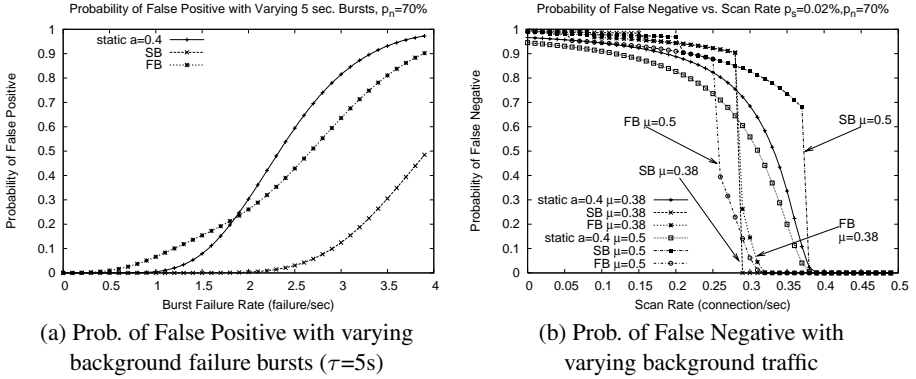 Probability of False Positive with Varying 5 sec. Bursts, pn=70%
Probability of False Positive
1
0.9
0.8
0.7
0.6
0.5
0.4
0.3
0.2
0.1
0
static a=0.4
SB
FB
0 0.5 1 1.5 2 2.5 3 3.5 4
Burst Failure Rate (failure/sec)
(a) Prob. of False Positive with varying
background failure bursts (τ=5s)
Probability of False Negative vs. Scan Rate ps=0.02%,pn=70%
Probability of False Negative
1
0.9
0.8
0.7
0.6
0.5
0.4
0.3
0.2
0.1
0
FB μ=0.5
SB μ=0.5
SB μ=0.38
FB
μ=0.38
static a=0.4 μ=0.38
SB μ=0.38
FB μ=0.38
static a=0.4 μ=0.5
SB μ=0.5
FB μ=0.5
0 0.05 0.1 0.15 0.2 0.25 0.3 0.35 0.4 0.45 0.5
Scan Rate (connection/sec)
(b) Prob. of False Negative with
varying background traffic